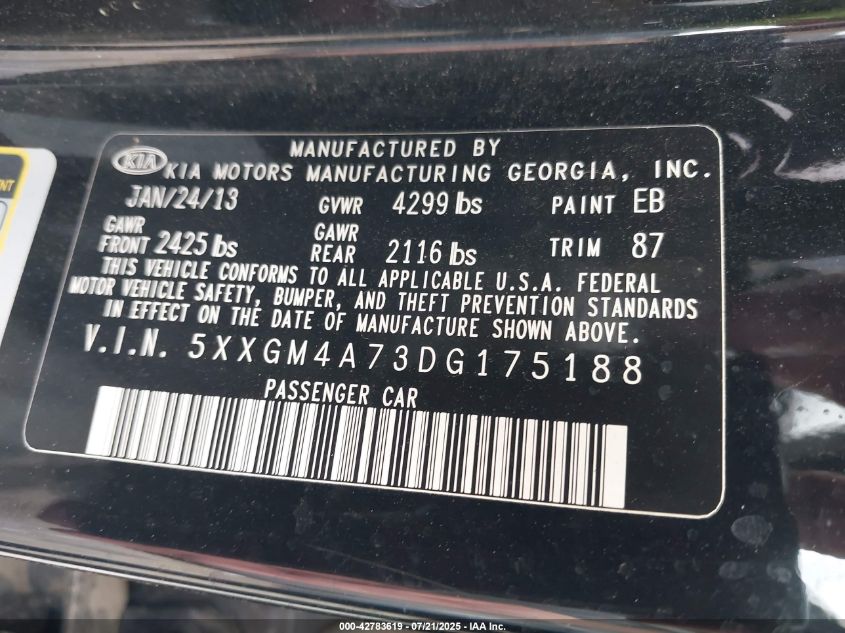 MANUFACTURED BY
KIA KIA MOTORS MANUFACTURING GEORGIA, INC.
JAN/24/13 GVWR 4299 lbs PAINT EB
GAWR FRONT 2425 lbs GAWR REAR 2116 lbs TRIM 87
THIS VEHICLE CONFORMS TO ALL APPLICABLE U.S.A. FEDERAL
MOTOR VEHICLE SAFETY, BUMPER, AND THEFT PREVENTION STANDARDS
IN EFFECT ON THE DATE OF MANUFACTURE SHOWN ABOVE.
V.I.N. 5XXGM4A73DG175188
PASSENGER CAR
000-42783619 - 07/21/2025 - IAA Inc.